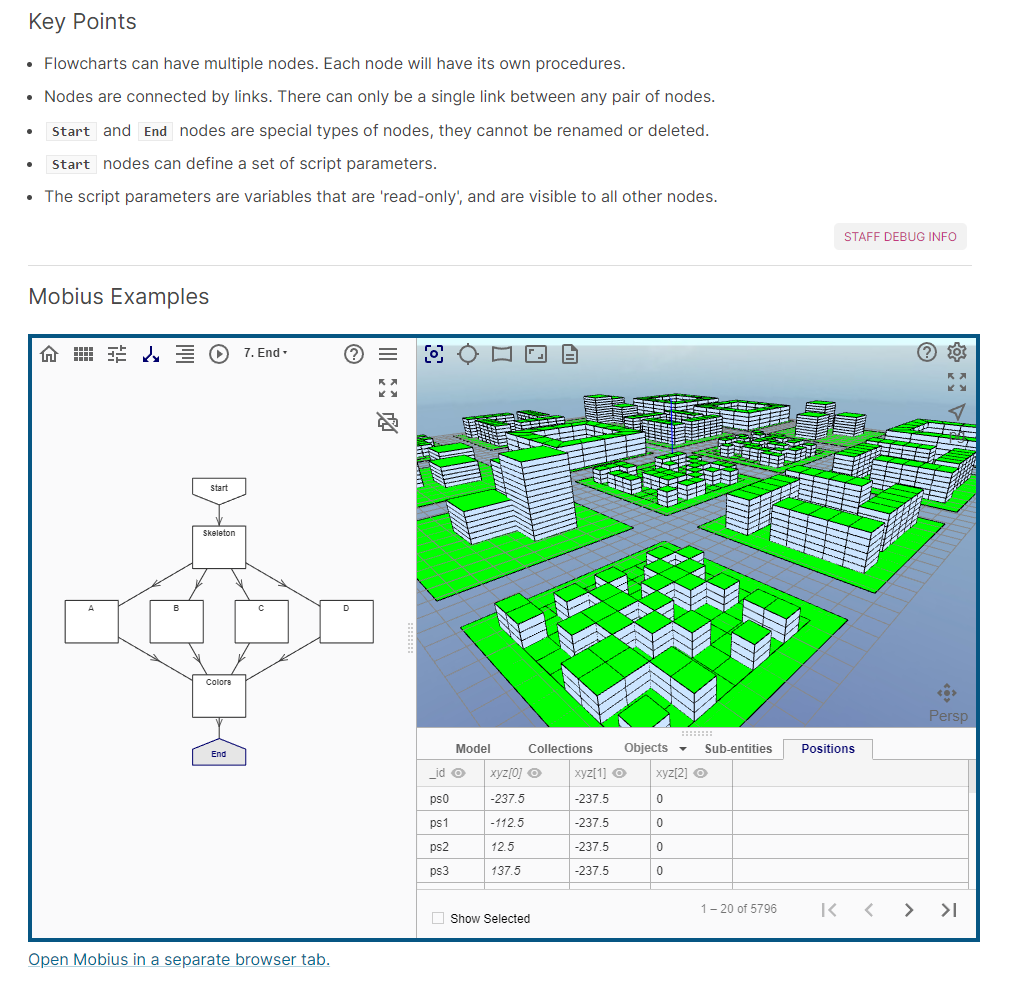 Key Points
Flowcharts can have multiple nodes. Each node will have its own procedures.
Nodes are connected by links. There can only be a single link between any pair of nodes.
Start and End nodes are special types of nodes, they cannot be renamed or deleted.
Start nodes can define a set of script parameters.
The script parameters are variables that are 'read-only', and are visible to all other nodes.
STAFF DEBUG INFO
Mobius Examples
7. End
Start
Skeleton
A B C D
Colors
End
Persp
Model Collections Objects Sub-entities Positions
_id xyz[0] xyz[1] xyz[2]
ps0 -237.5 -237.5 0
ps1 -112.5 -237.5 0
ps2 12.5 -237.5 0
ps3 137.5 -237.5 0
Show Selected 1 – 20 of 5796
Open Mobius in a separate browser tab.